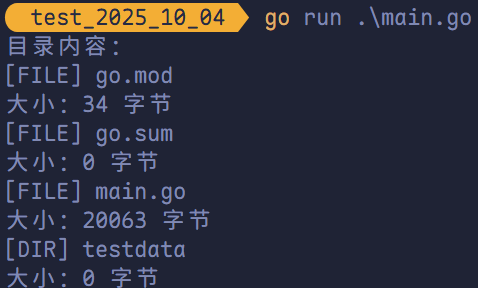 test_2025_10_04 go run .\main.go
目录内容：
[FILE] go.mod
大小：34 字节
[FILE] go.sum
大小：0 字节
[FILE] main.go
大小：20063 字节
[DIR] testdata
大小：0 字节